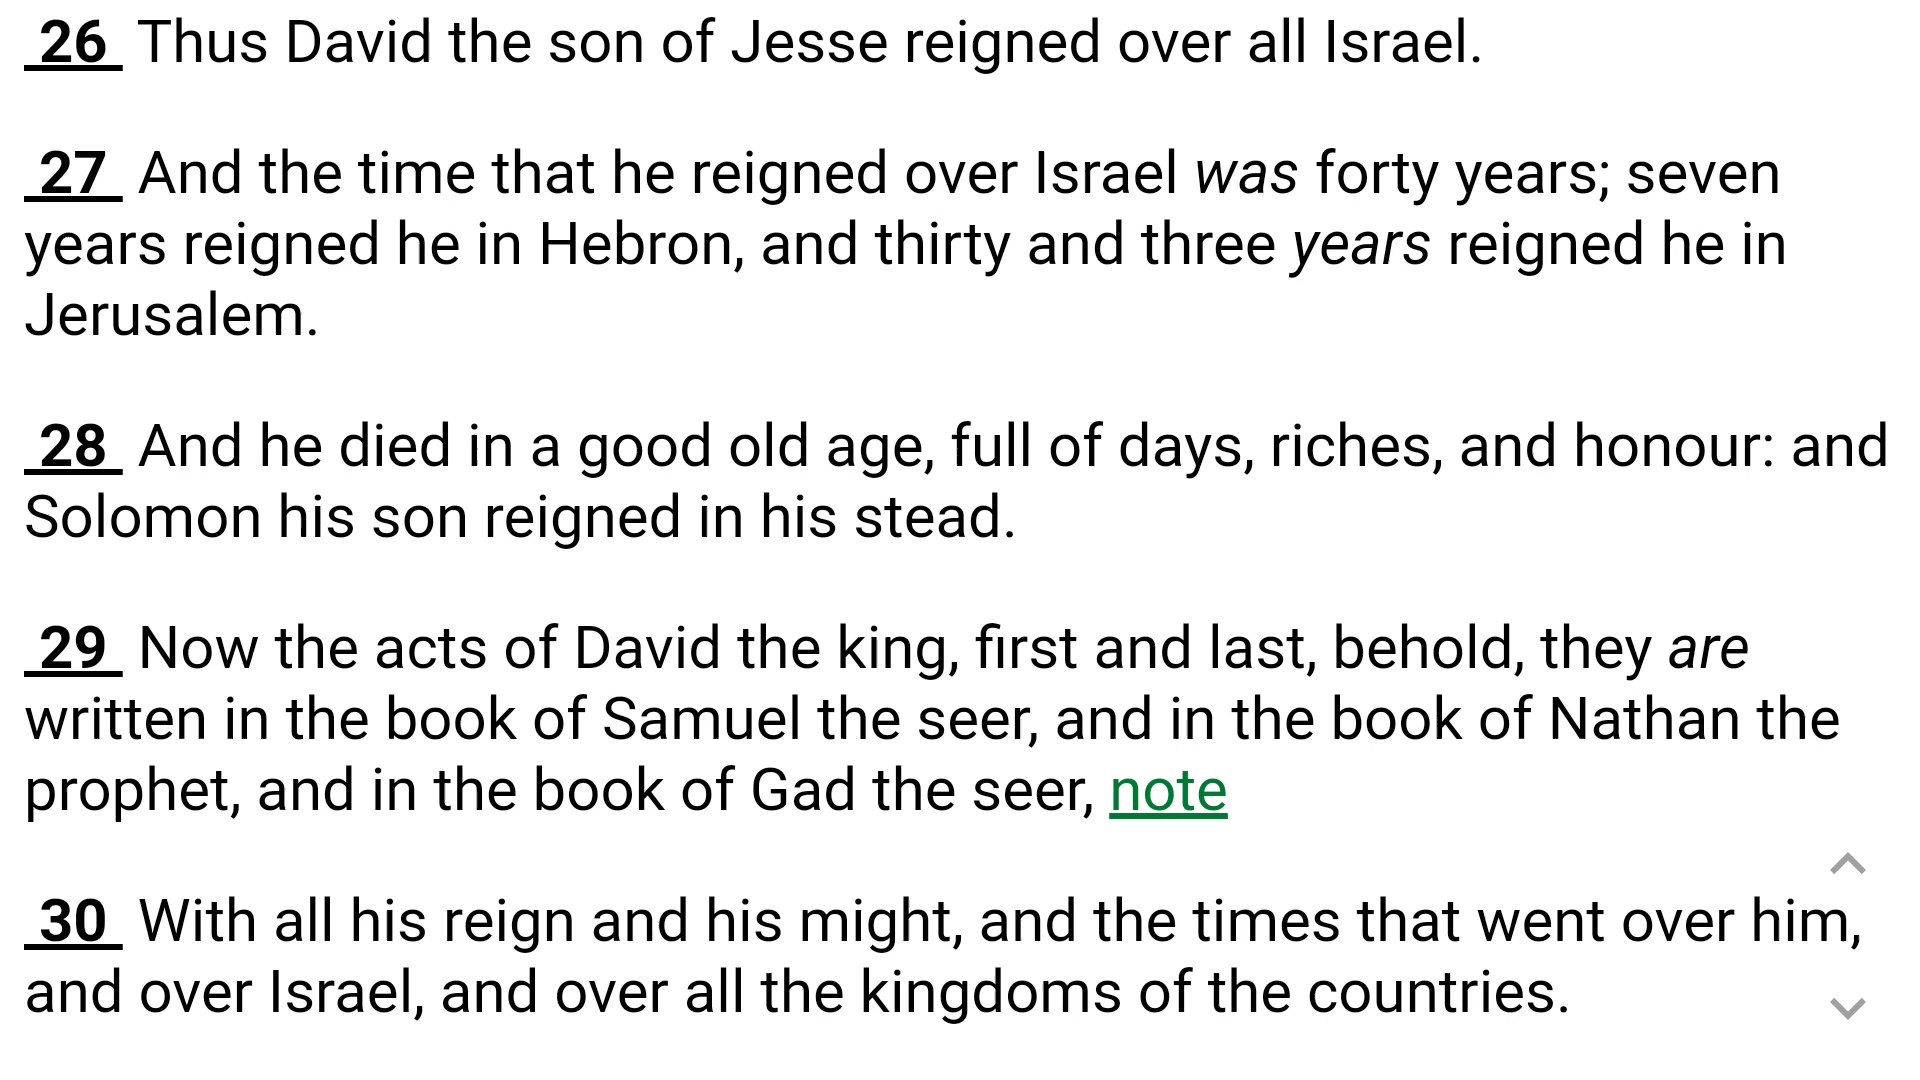 26 Thus David the son of Jesse reigned over all Israel.
27 And the time that he reigned over Israel was forty years; seven
years reigned he in Hebron, and thirty and three years reigned he in
Jerusalem.
28 And he died in a good old age, full of days, riches, and honour: and
Solomon his son reigned in his stead.
29 Now the acts of David the king, first and last, behold, they are
written in the book of Samuel the seer, and in the book of Nathan the
prophet, and in the book of Gad the seer, note
30 With all his reign and his might, and the times that went over him,
and over Israel, and over all the kingdoms of the countries.